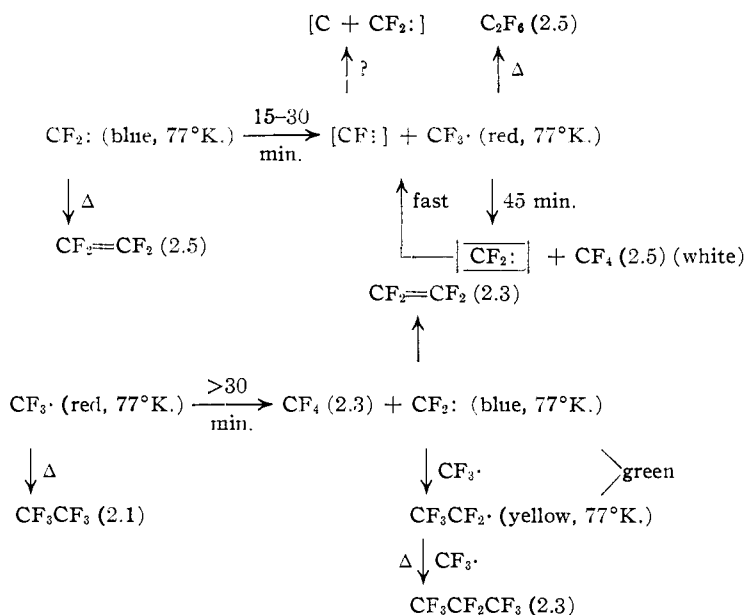 [C + CF₂:] C₂F₆ (2.5)
? Δ
15–30
CF₂: (blue, 77°K.) [CF⫶] + CF₃· (red, 77°K.)
min.
Δ fast 45 min.
CF₂=CF₂ (2.5) CF₂: + CF₄ (2.5) (white)
CF₂=CF₂ (2.3)
>30
CF₃· (red, 77°K.) CF₄ (2.3) + CF₂: (blue, 77°K.)
min.
Δ CF₃· green
CF₃CF₃ (2.1) CF₃CF₂· (yellow, 77°K.)
Δ CF₃·
CF₃CF₂CF₃ (2.3)